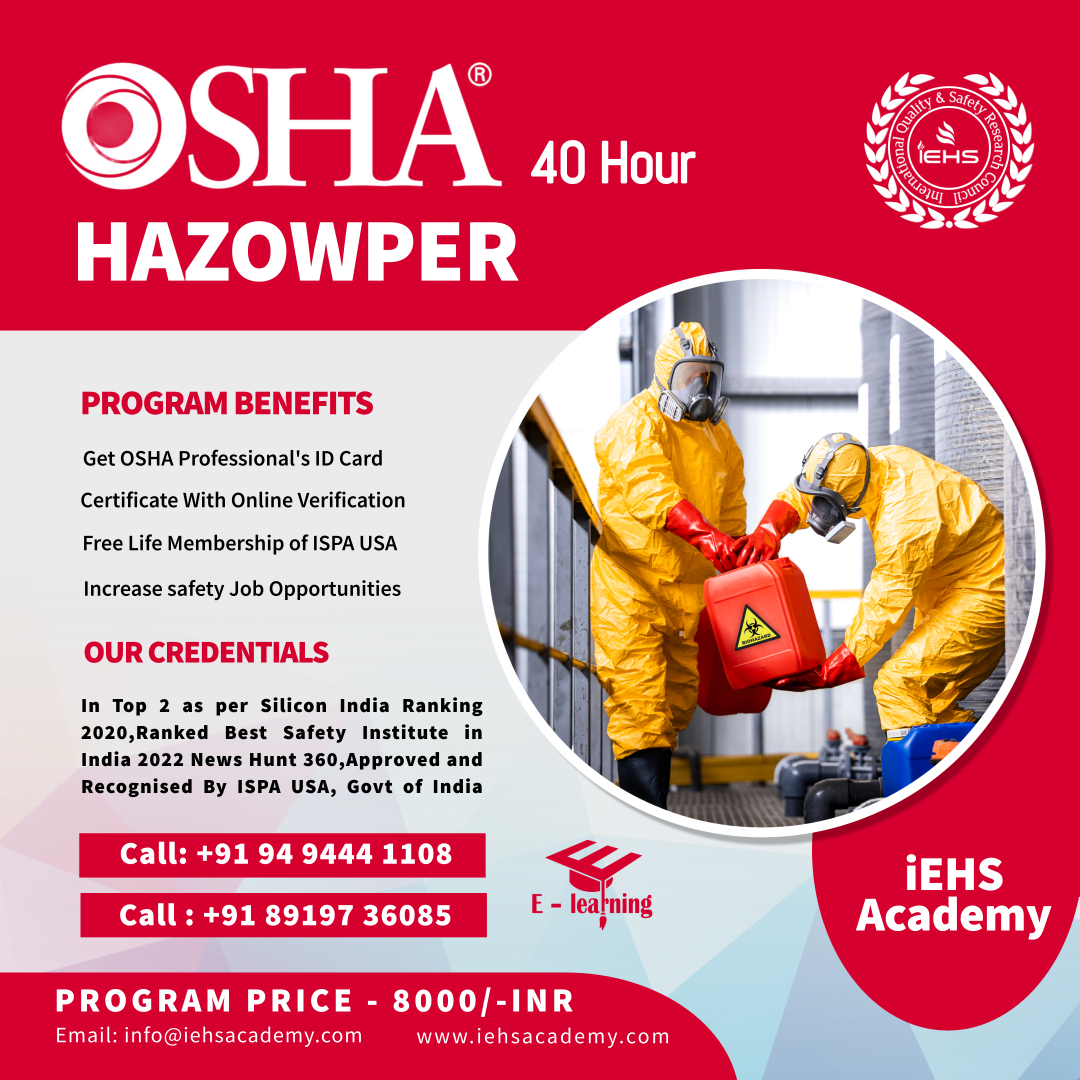 OSHA®
40 Hour
International Quality & Safety Research Council
iEHS
HAZOWPER
PROGRAM BENEFITS
Get OSHA Professional's ID Card
Certificate With Online Verification
Free Life Membership of ISPA USA
Increase safety Job Opportunities
BIOHAZARD
OUR CREDENTIALS
In Top 2 as per Silicon India Ranking
2020,Ranked Best Safety Institute in
India 2022 News Hunt 360,Approved and
Recognised By ISPA USA, Govt of India
Call: +91 94 9444 1108
Call : +91 89197 36085
E - learning
iEHS
Academy
PROGRAM PRICE - 8000/-INR
Email: info@iehsacademy.com www.iehsacademy.com